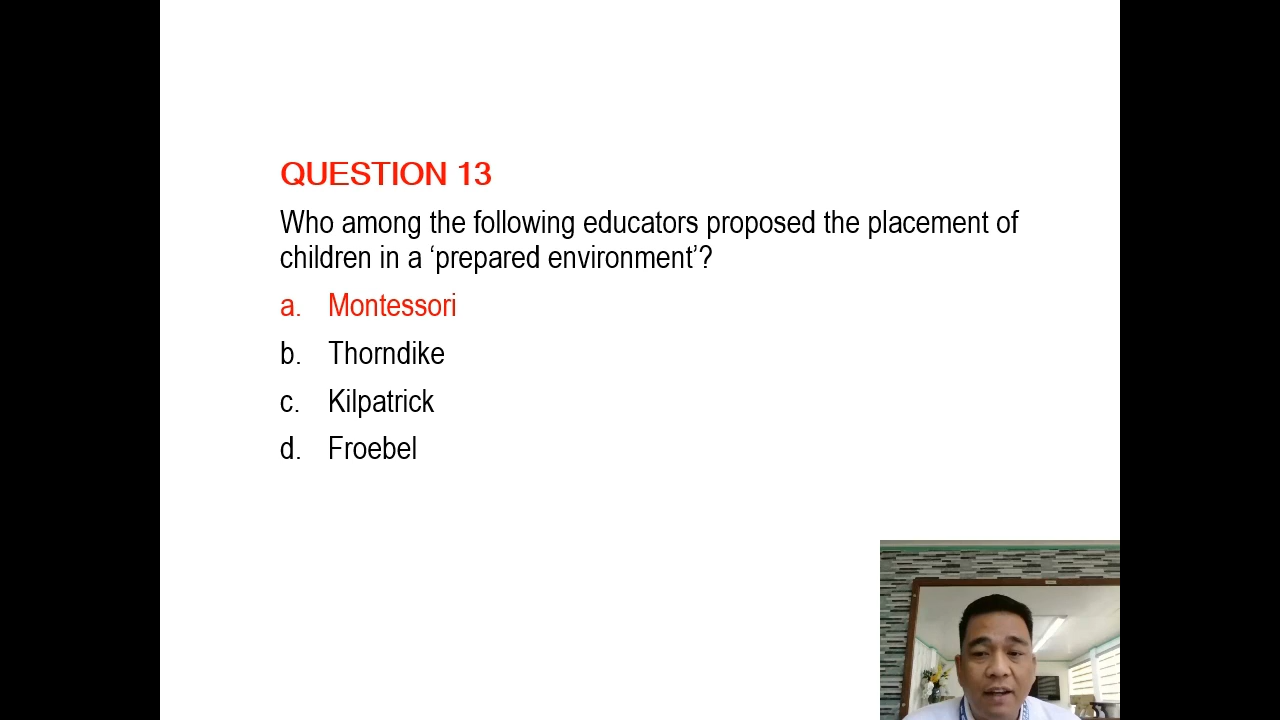 QUESTION 13
Who among the following educators proposed the placement of
children in a ‘prepared environment’?
a. Montessori
b. Thorndike
c. Kilpatrick
d. Froebel